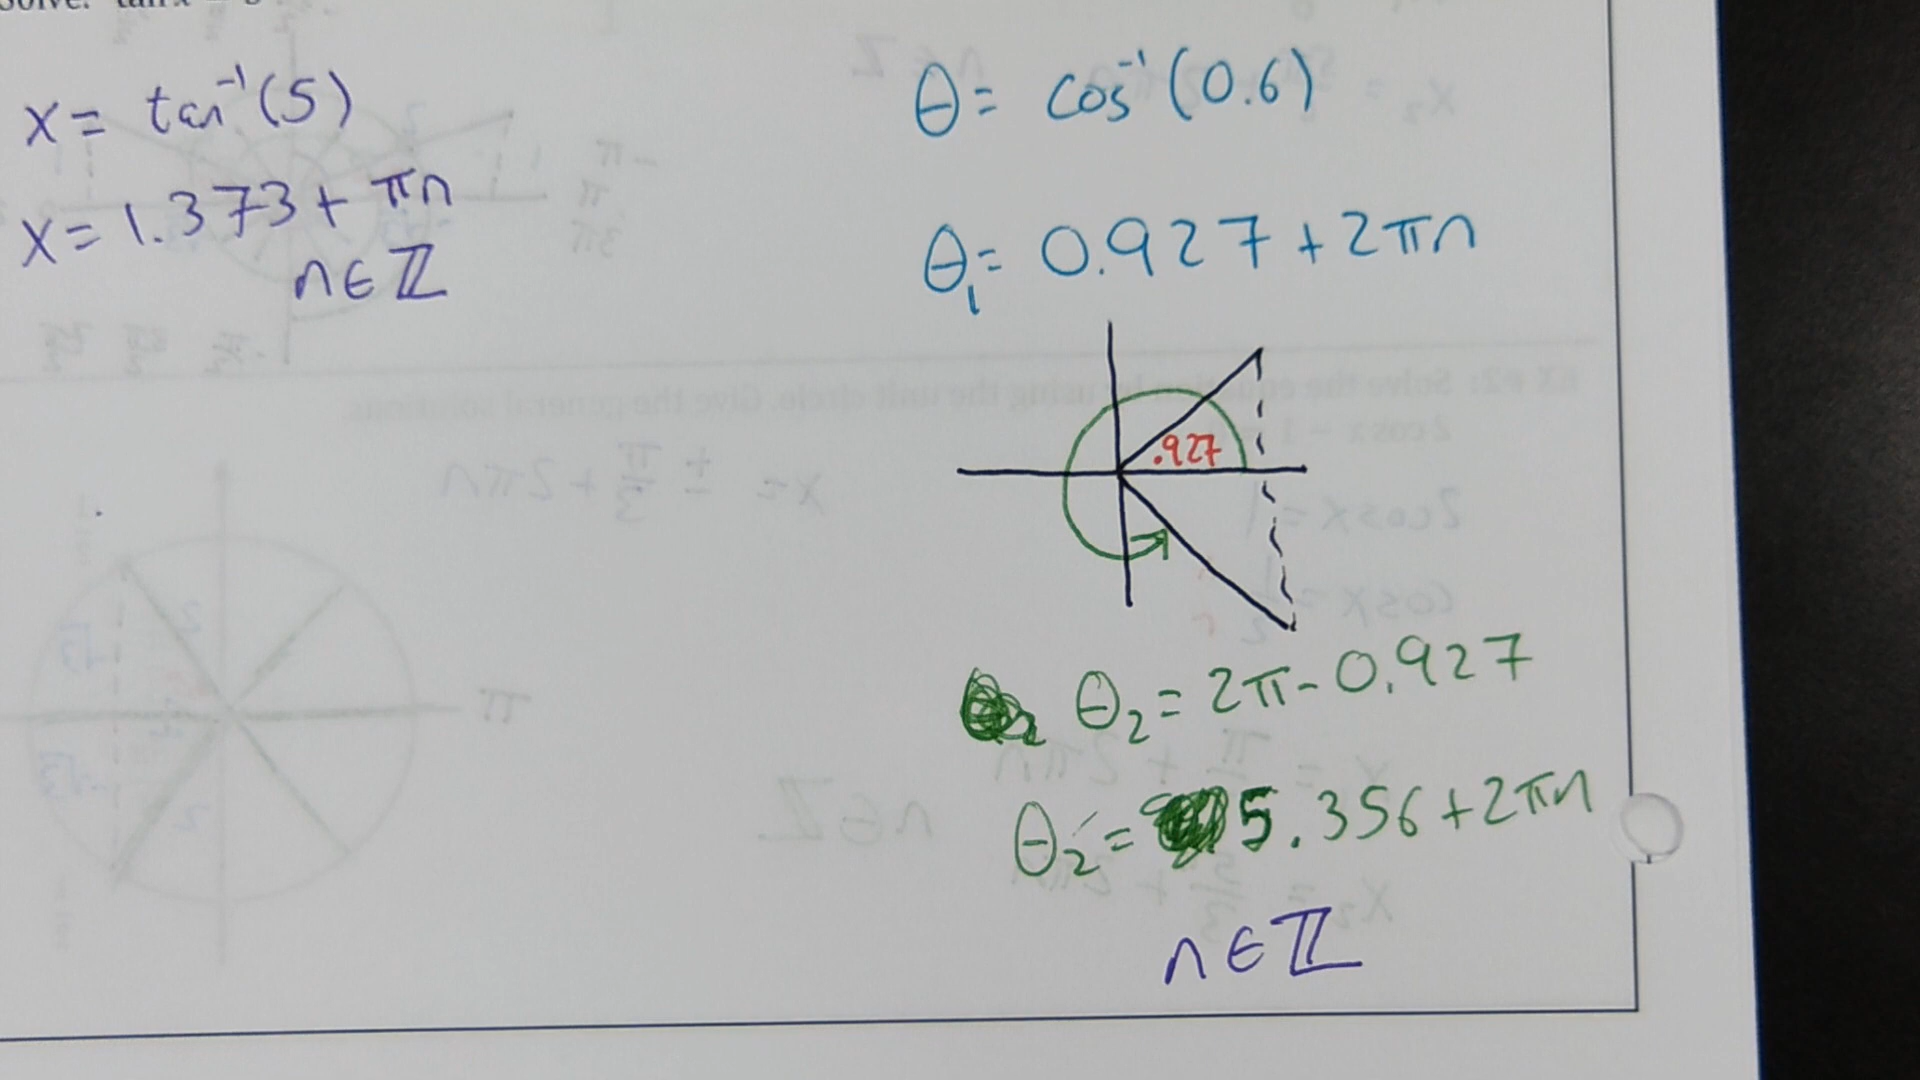 x = tan⁻¹(5)
x = 1.373 + πn
n ∈ ℤ
θ = cos⁻¹(0.6)
θ₁ = 0.927 + 2πn
.927
θ₂ = 2π - 0.927
θ₂ = 5.356 + 2πn
n ∈ ℤ